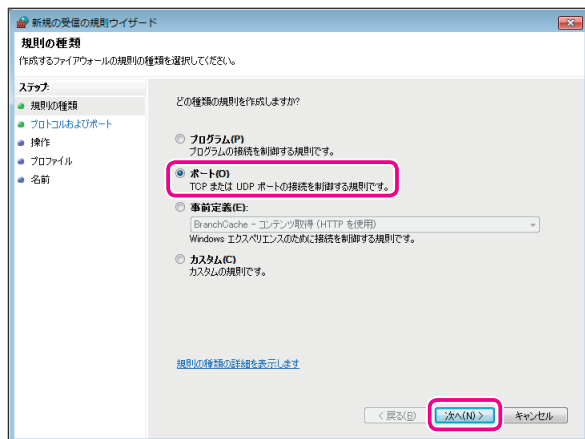 新規の受信の規則ウィザード
規則の種類
作成するファイアウォールの規則の種類を選択してください。
ステップ:
規則の種類
プロトコルおよびポート
操作
プロファイル
名前
どの種類の規則を作成しますか?
プログラム(P)
プログラムの接続を制御する規則です。
ポート(O)
TCP または UDP ポートの接続を制御する規則です。
事前定義(E):
BranchCache - コンテンツ取得 (HTTP を使用)
Windows エクスペリエンスのために接続を制御する規則です。
カスタム(C)
カスタムの規則です。
規則の種類の詳細を表示します
< 戻る(B) 次へ(N) > キャンセル